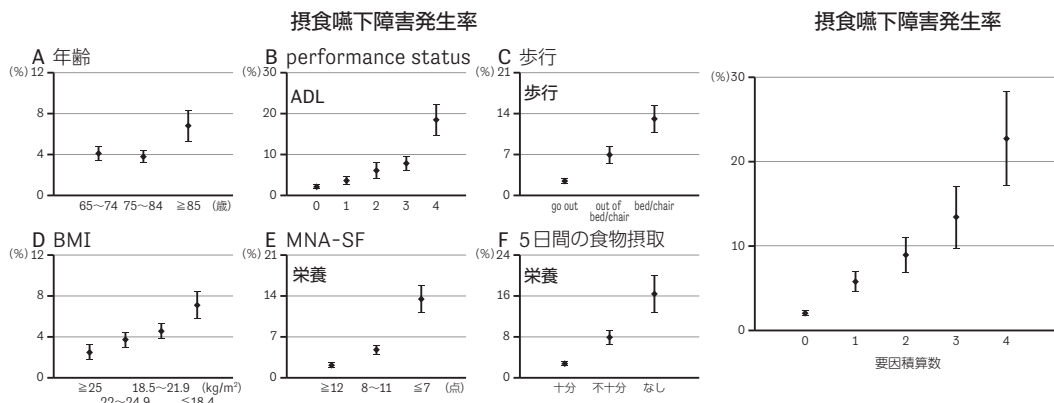 摂食嚥下障害発生率
摂食嚥下障害発生率
A 年齢
(%)
12
8
4
0
65〜74 75〜84 ≧85 (歳)
B performance status
(%)
30
ADL
20
10
0
0 1 2 3 4
C 歩行
(%)
21
歩行
14
7
0
go out out of bed/chair
bed/chair
D BMI
(%)
12
8
4
0
≧25 18.5〜21.9 (kg/m²)
22〜24.9 ≦18.4
E MNA-SF
(%)
21
栄養
14
7
0
≧12 8〜11 ≦7 (点)
F 5日間の食物摂取
(%)
24
栄養
16
8
0
十分 不十分 なし
(%)
30
20
10
0
0 1 2 3 4
要因積算数